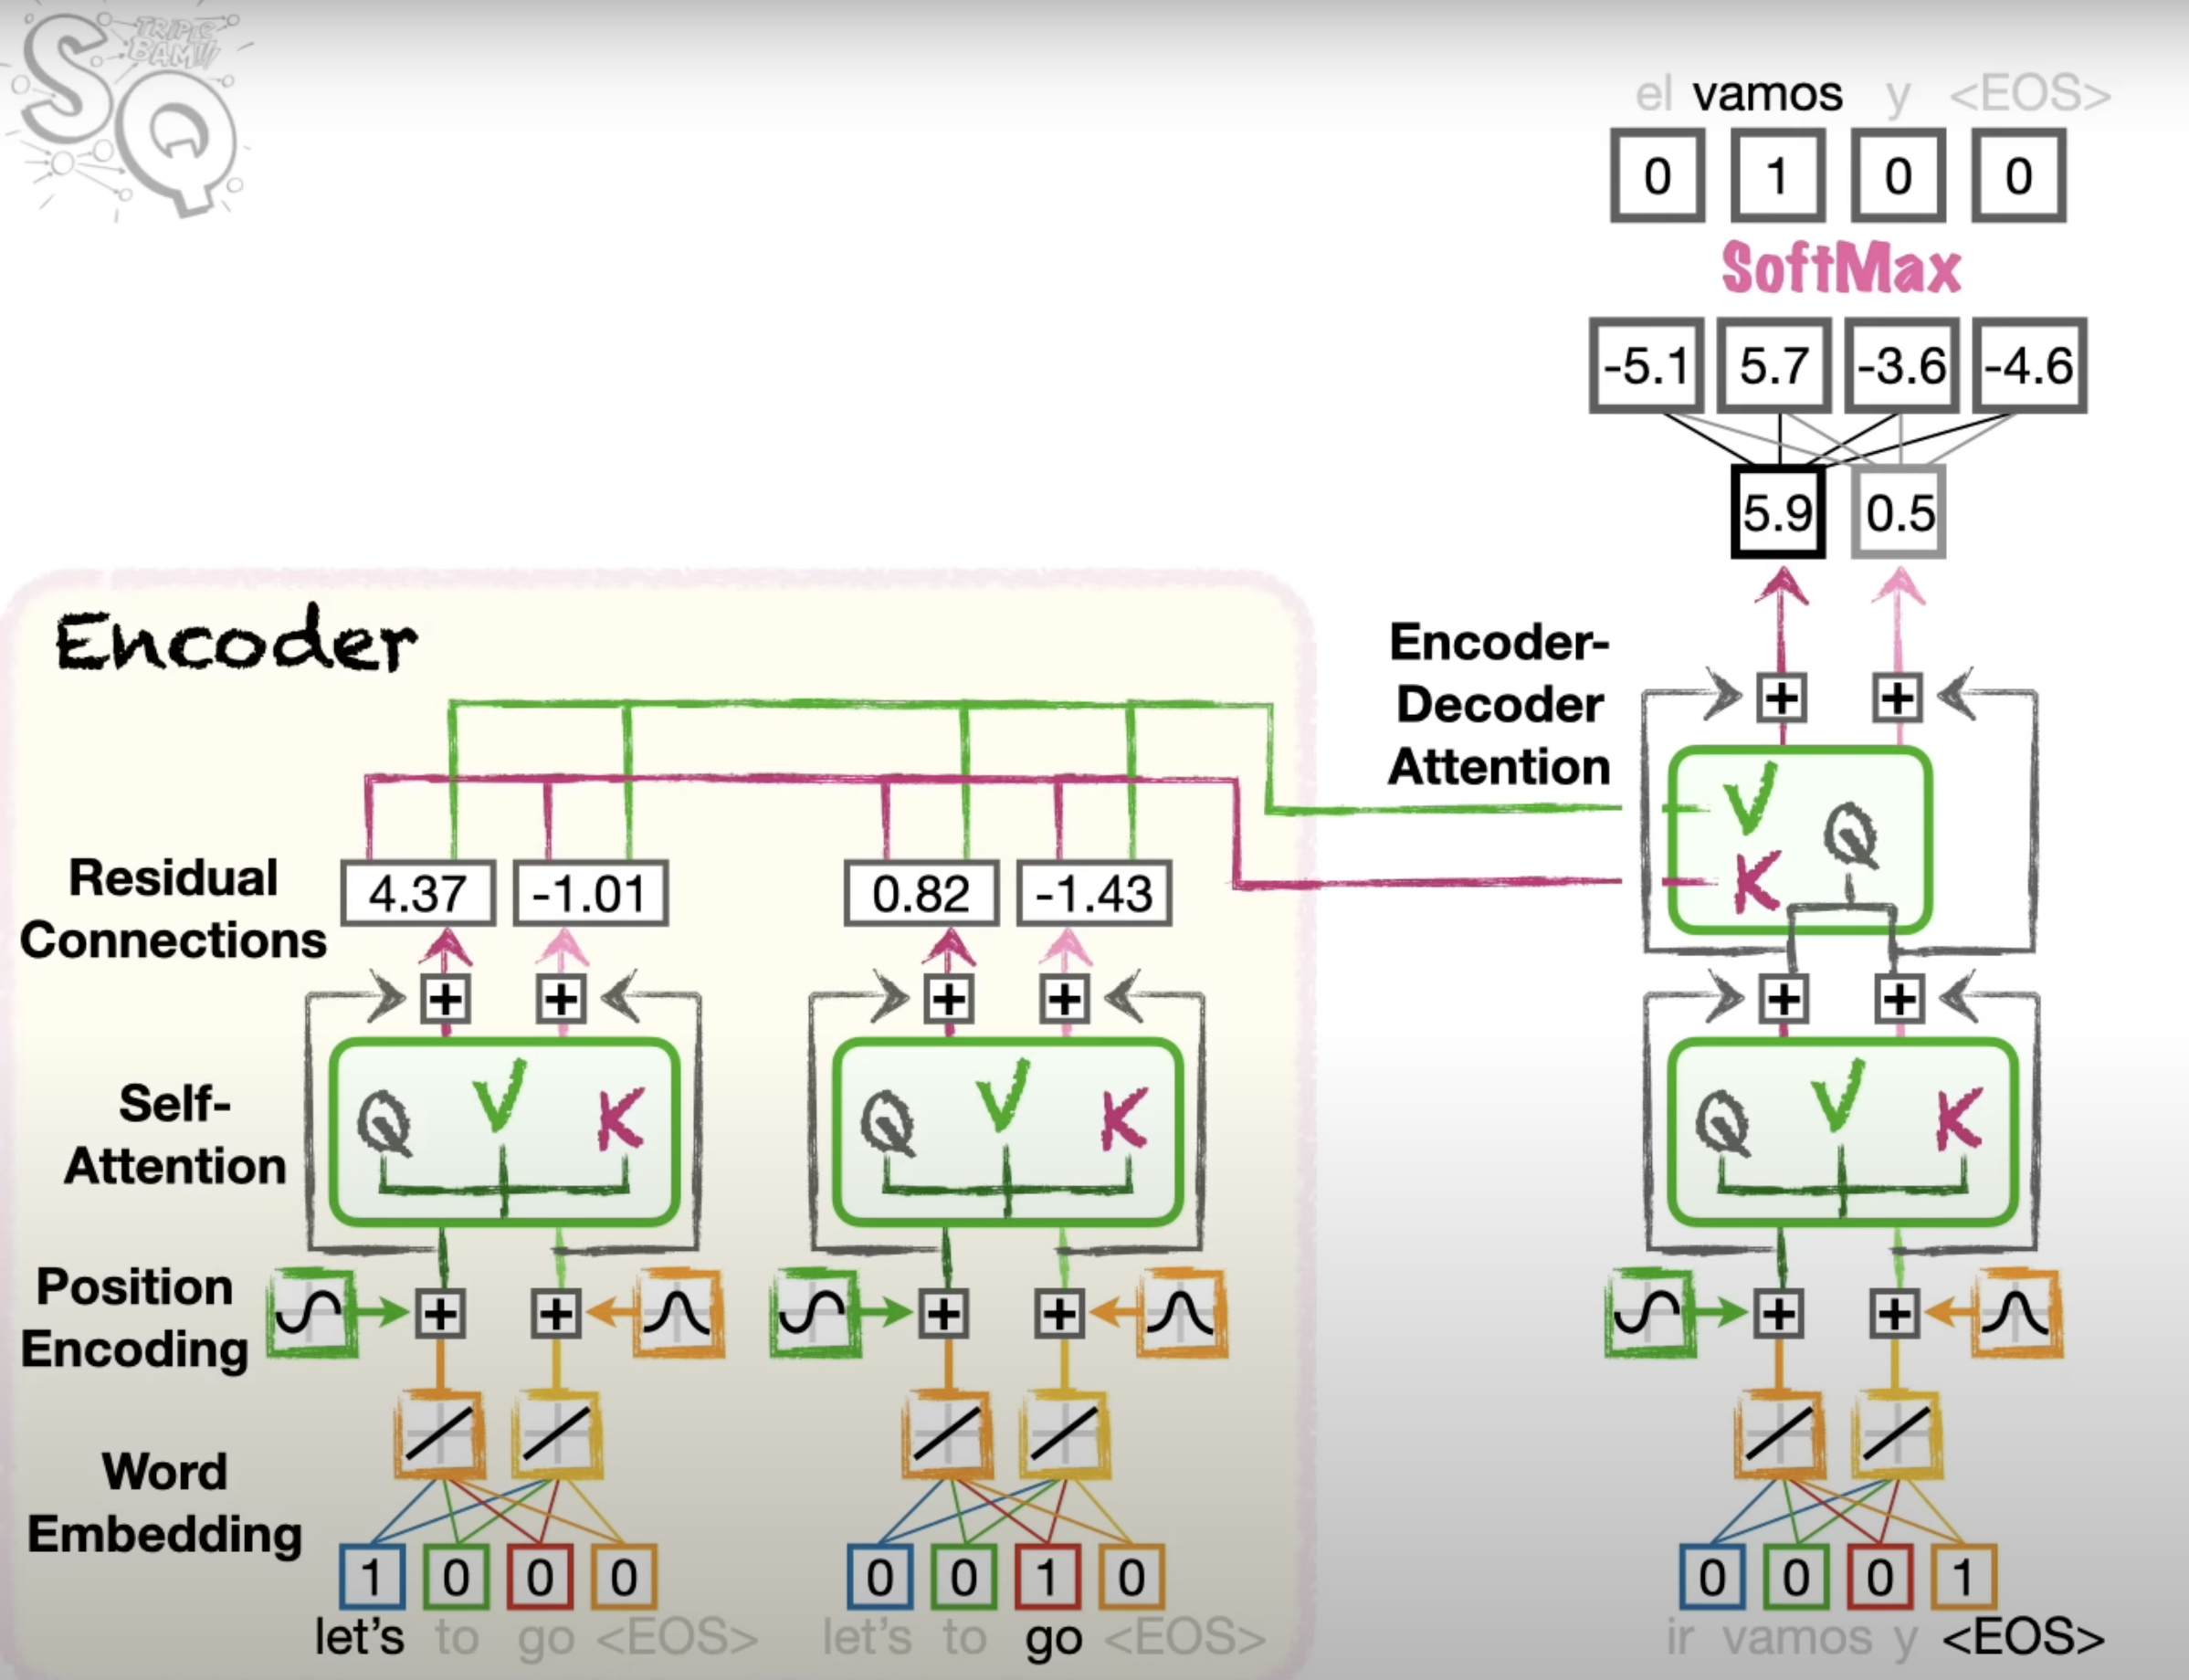 SQ
TRIPLE
BAM!!
el vamos y <EOS>
0 1 0 0
SoftMax
-5.1 5.7 -3.6 -4.6
5.9 0.5
Encoder
Encoder-
Decoder
Attention
+ +
V
Q
K
Residual
Connections
4.37 -1.01 0.82 -1.43
+ + + + + +
Self-
Attention
Q V K Q V K Q V K
Position
Encoding
+ + + + + +
Word
Embedding
1 0 0 0 0 0 1 0 0 0 0 1
let's to go <EOS> let's to go <EOS> ir vamos y <EOS>